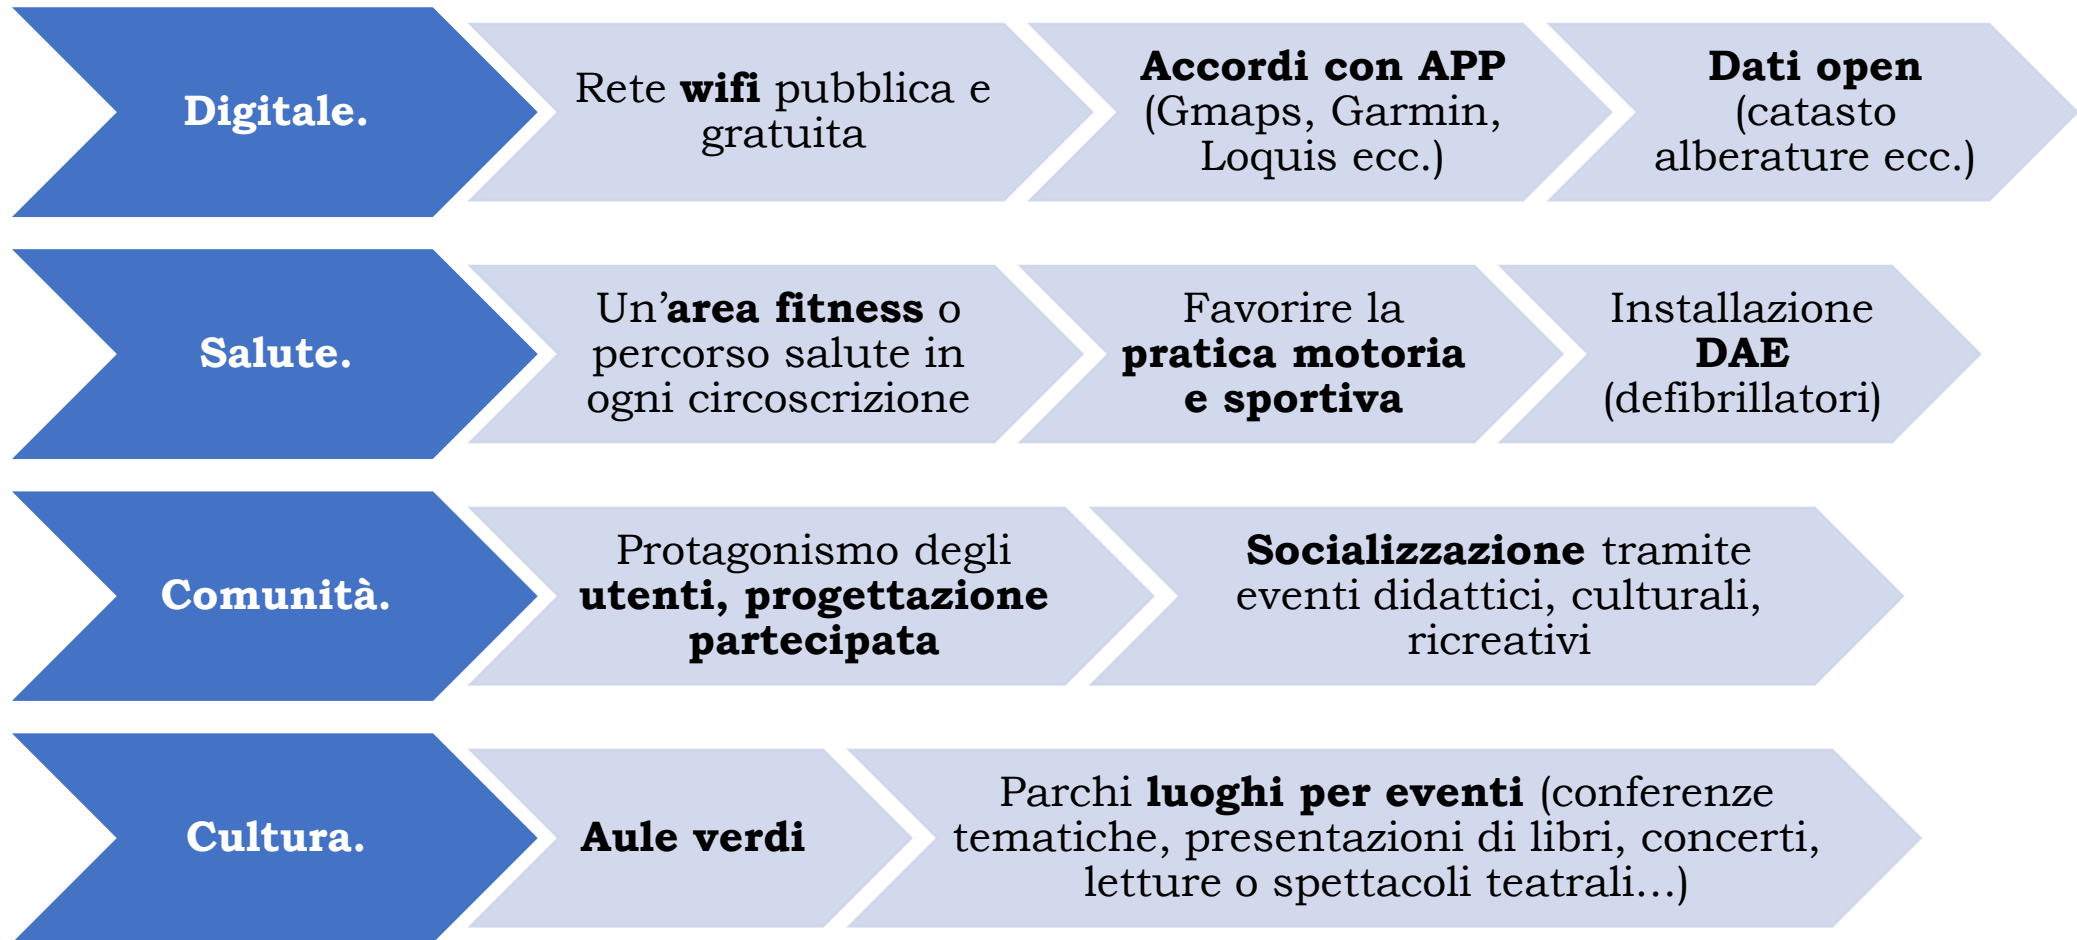 Digitale.
Rete wifi pubblica e
gratuita
Accordi con APP
(Gmaps, Garmin,
Loquis ecc.)
Dati open
(catasto
alberature ecc.)
Salute.
Un’area fitness o
percorso salute in
ogni circoscrizione
Favorire la
pratica motoria
e sportiva
Installazione
DAE
(defibrillatori)
Comunità.
Protagonismo degli
utenti, progettazione
partecipata
Socializzazione tramite
eventi didattici, culturali,
ricreativi
Cultura.
Aule verdi
Parchi luoghi per eventi (conferenze
tematiche, presentazioni di libri, concerti,
letture o spettacoli teatrali…)